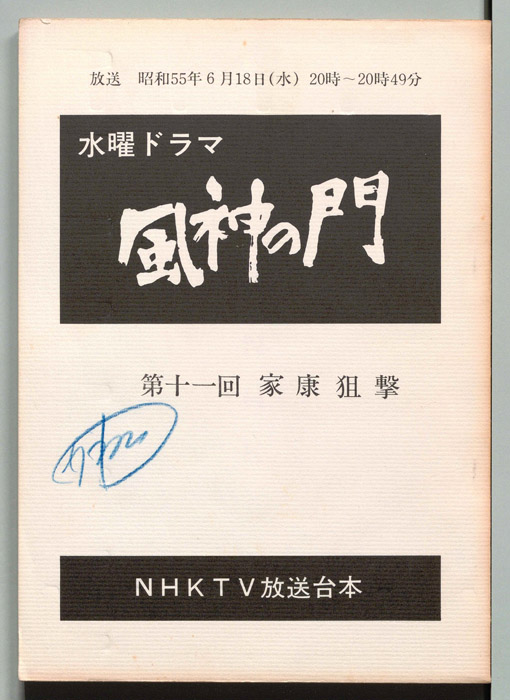 放送 昭和55年6月18日(水) 20時～20時49分
水曜ドラマ
風神の門
第十一回 家康狙撃
NHKTV放送台本